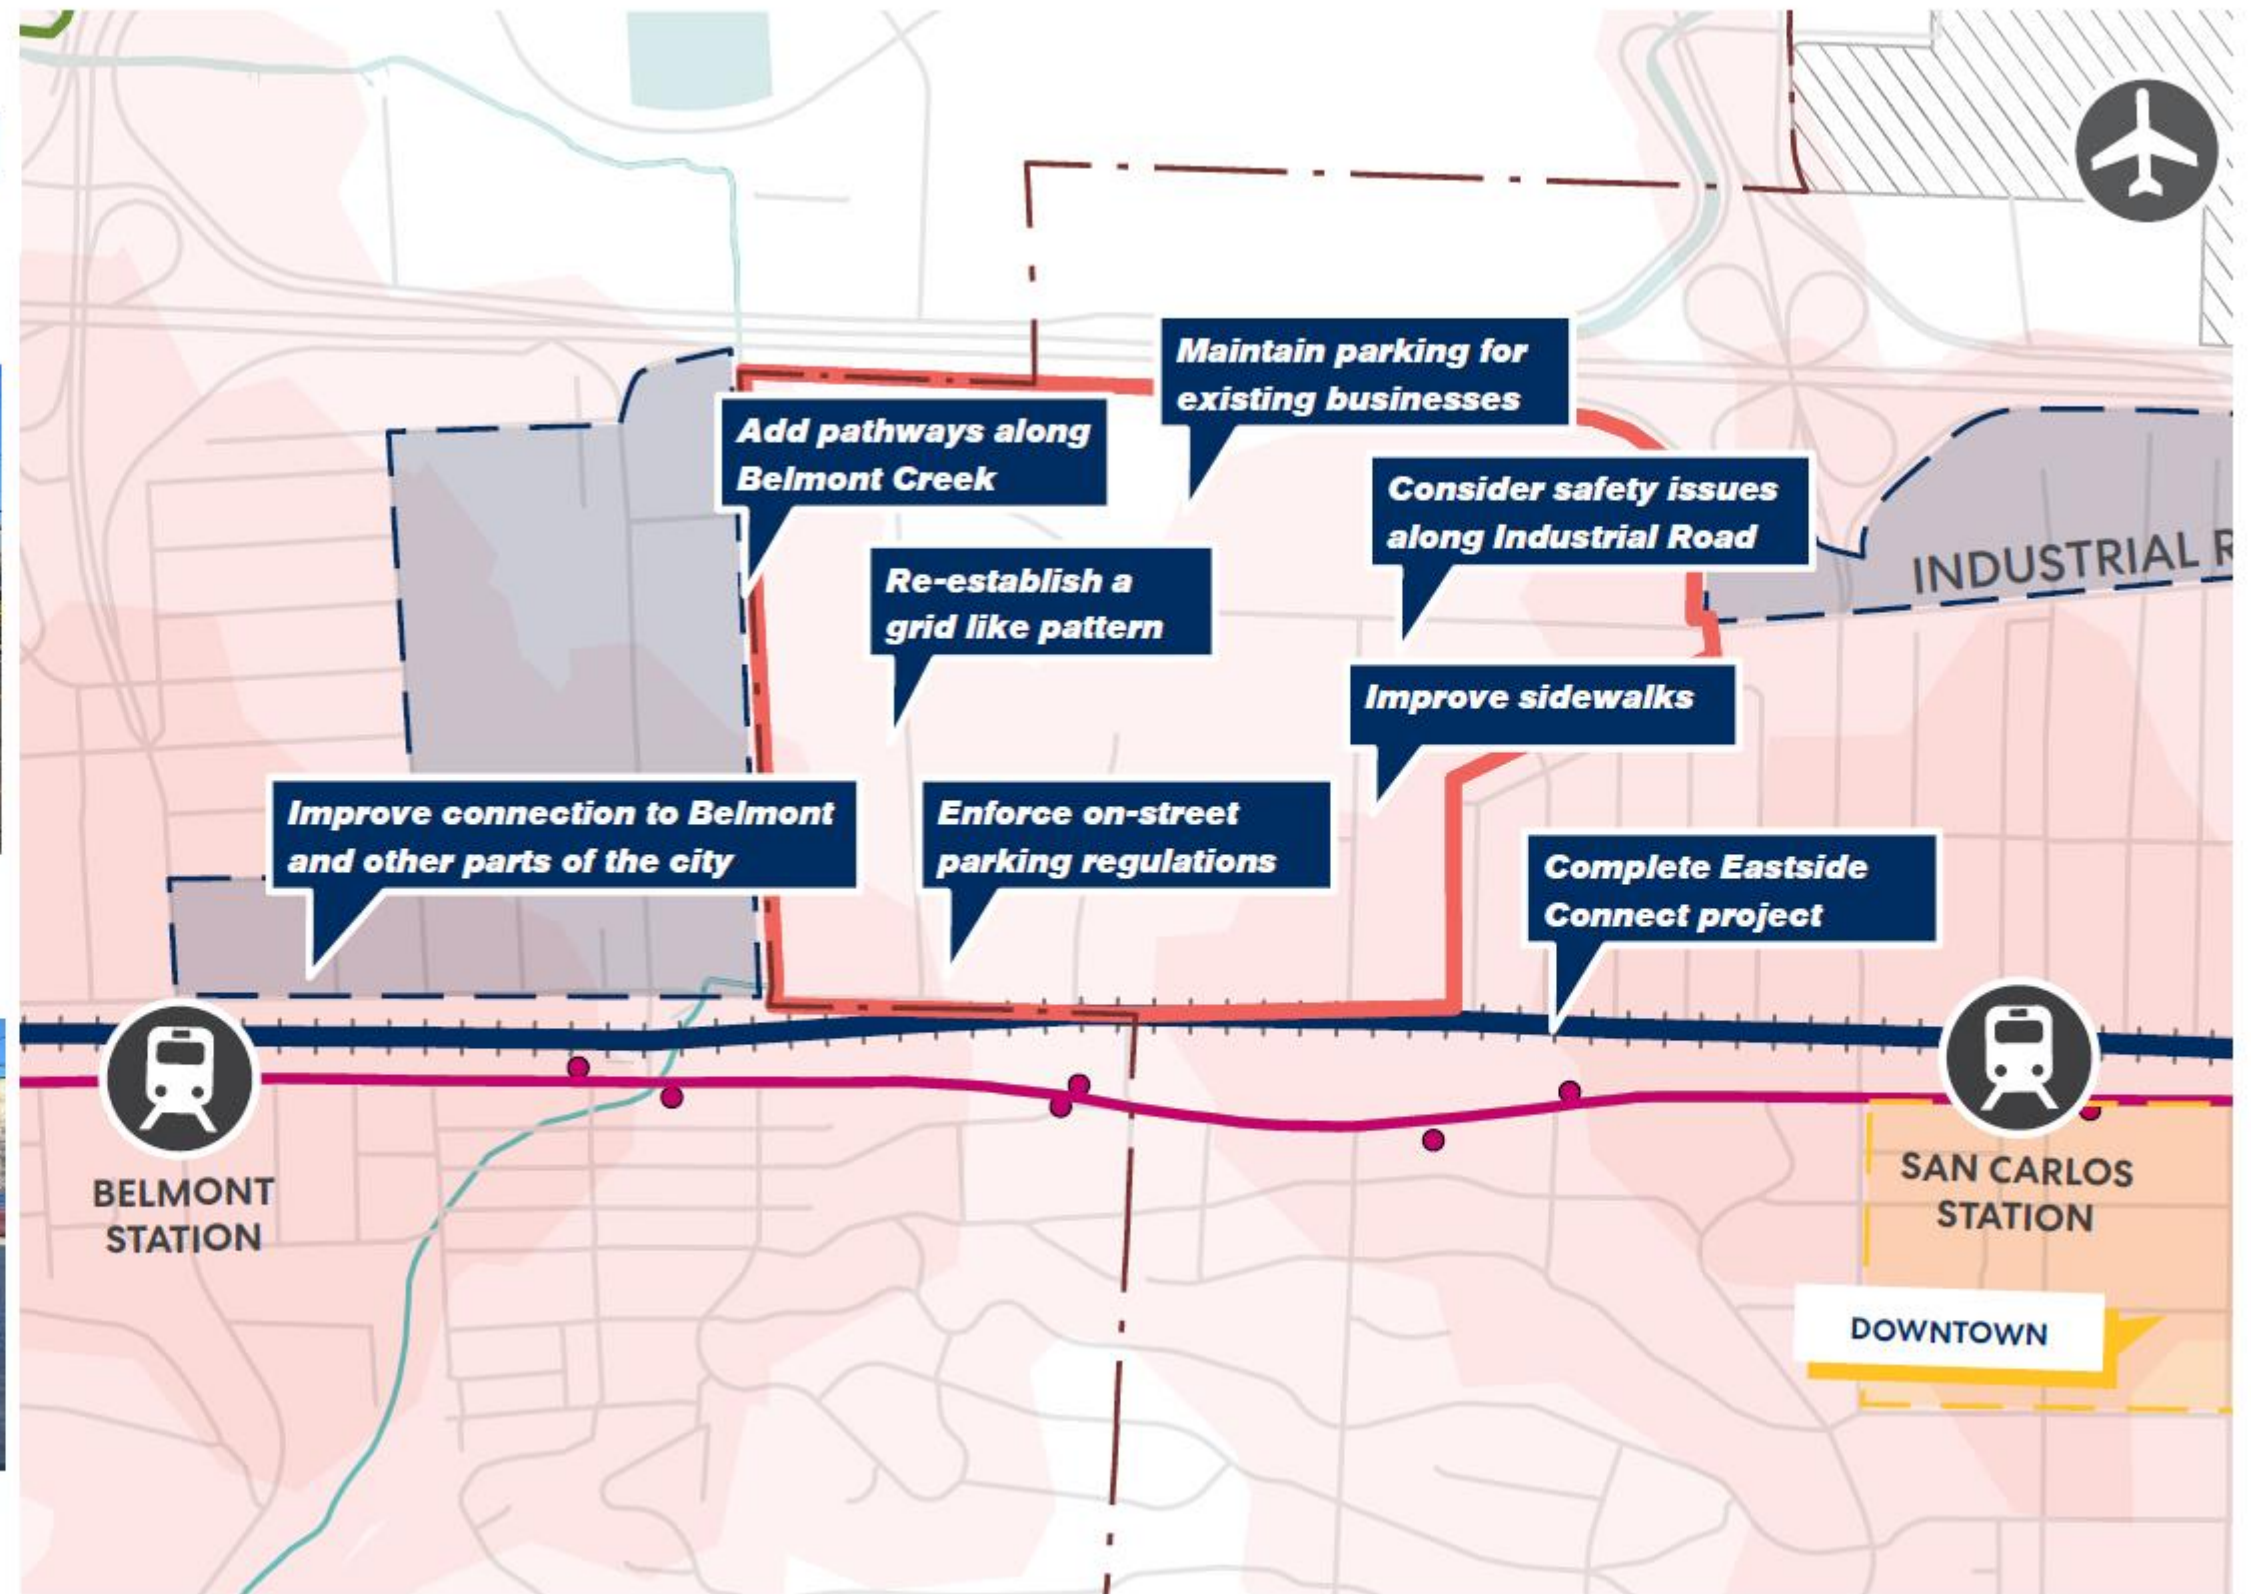 Maintain parking for
existing businesses
Add pathways along
Belmont Creek
Consider safety issues
along Industrial Road
INDUSTRIAL R
Re-establish a
grid like pattern
Improve sidewalks
Improve connection to Belmont
and other parts of the city
Enforce on-street
parking regulations
Complete Eastside
Connect project
BELMONT
STATION
SAN CARLOS
STATION
DOWNTOWN